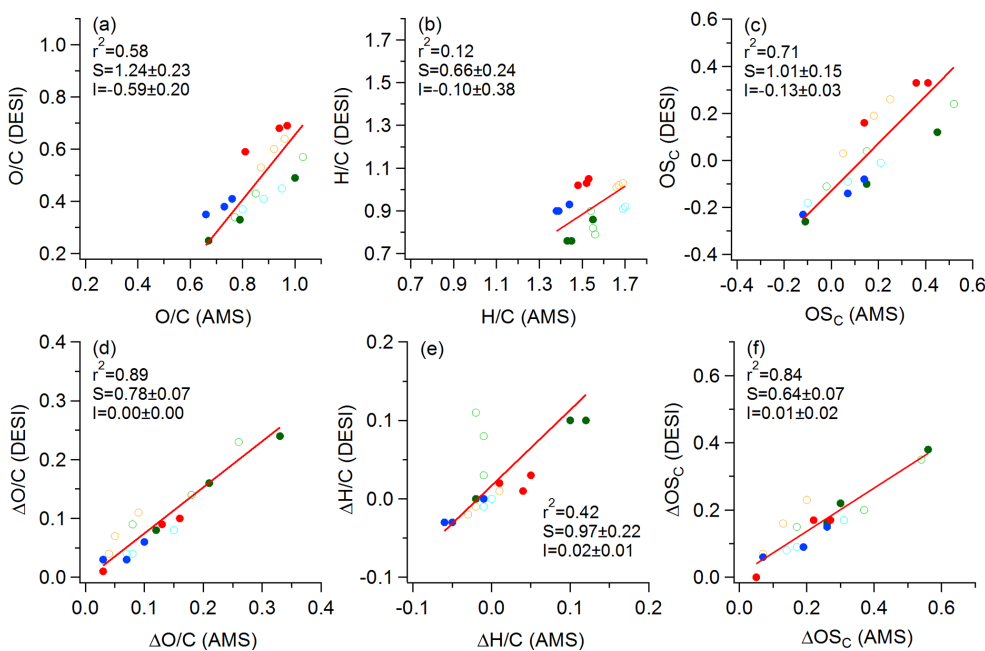 (a)
r²=0.58
S=1.24±0.23
I=-0.59±0.20
1.0
0.8
0.6
0.4
0.2
O/C (DESI)
0.2 0.4 0.6 0.8 1.0
O/C (AMS)
(b)
r²=0.12
S=0.66±0.24
I=-0.10±0.38
1.7
1.5
1.3
1.1
0.9
0.7
H/C (DESI)
0.7 0.9 1.1 1.3 1.5 1.7
H/C (AMS)
(c)
r²=0.71
S=1.01±0.15
I=-0.13±0.03
0.6
0.4
0.2
-0.0
-0.2
-0.4
OSC (DESI)
-0.4 -0.2 0.0 0.2 0.4 0.6
OSC (AMS)
(d)
r²=0.89
S=0.78±0.07
I=0.00±0.00
0.4
0.3
0.2
0.1
0.0
ΔO/C (DESI)
0.0 0.1 0.2 0.3 0.4
ΔO/C (AMS)
(e)
r²=0.42
S=0.97±0.22
I=0.02±0.01
0.2
0.1
0.0
-0.1
ΔH/C (DESI)
-0.1 0.0 0.1 0.2
ΔH/C (AMS)
(f)
r²=0.84
S=0.64±0.07
I=0.01±0.02
0.6
0.4
0.2
0.0
ΔOSC (DESI)
0.0 0.2 0.4 0.6
ΔOSC (AMS)